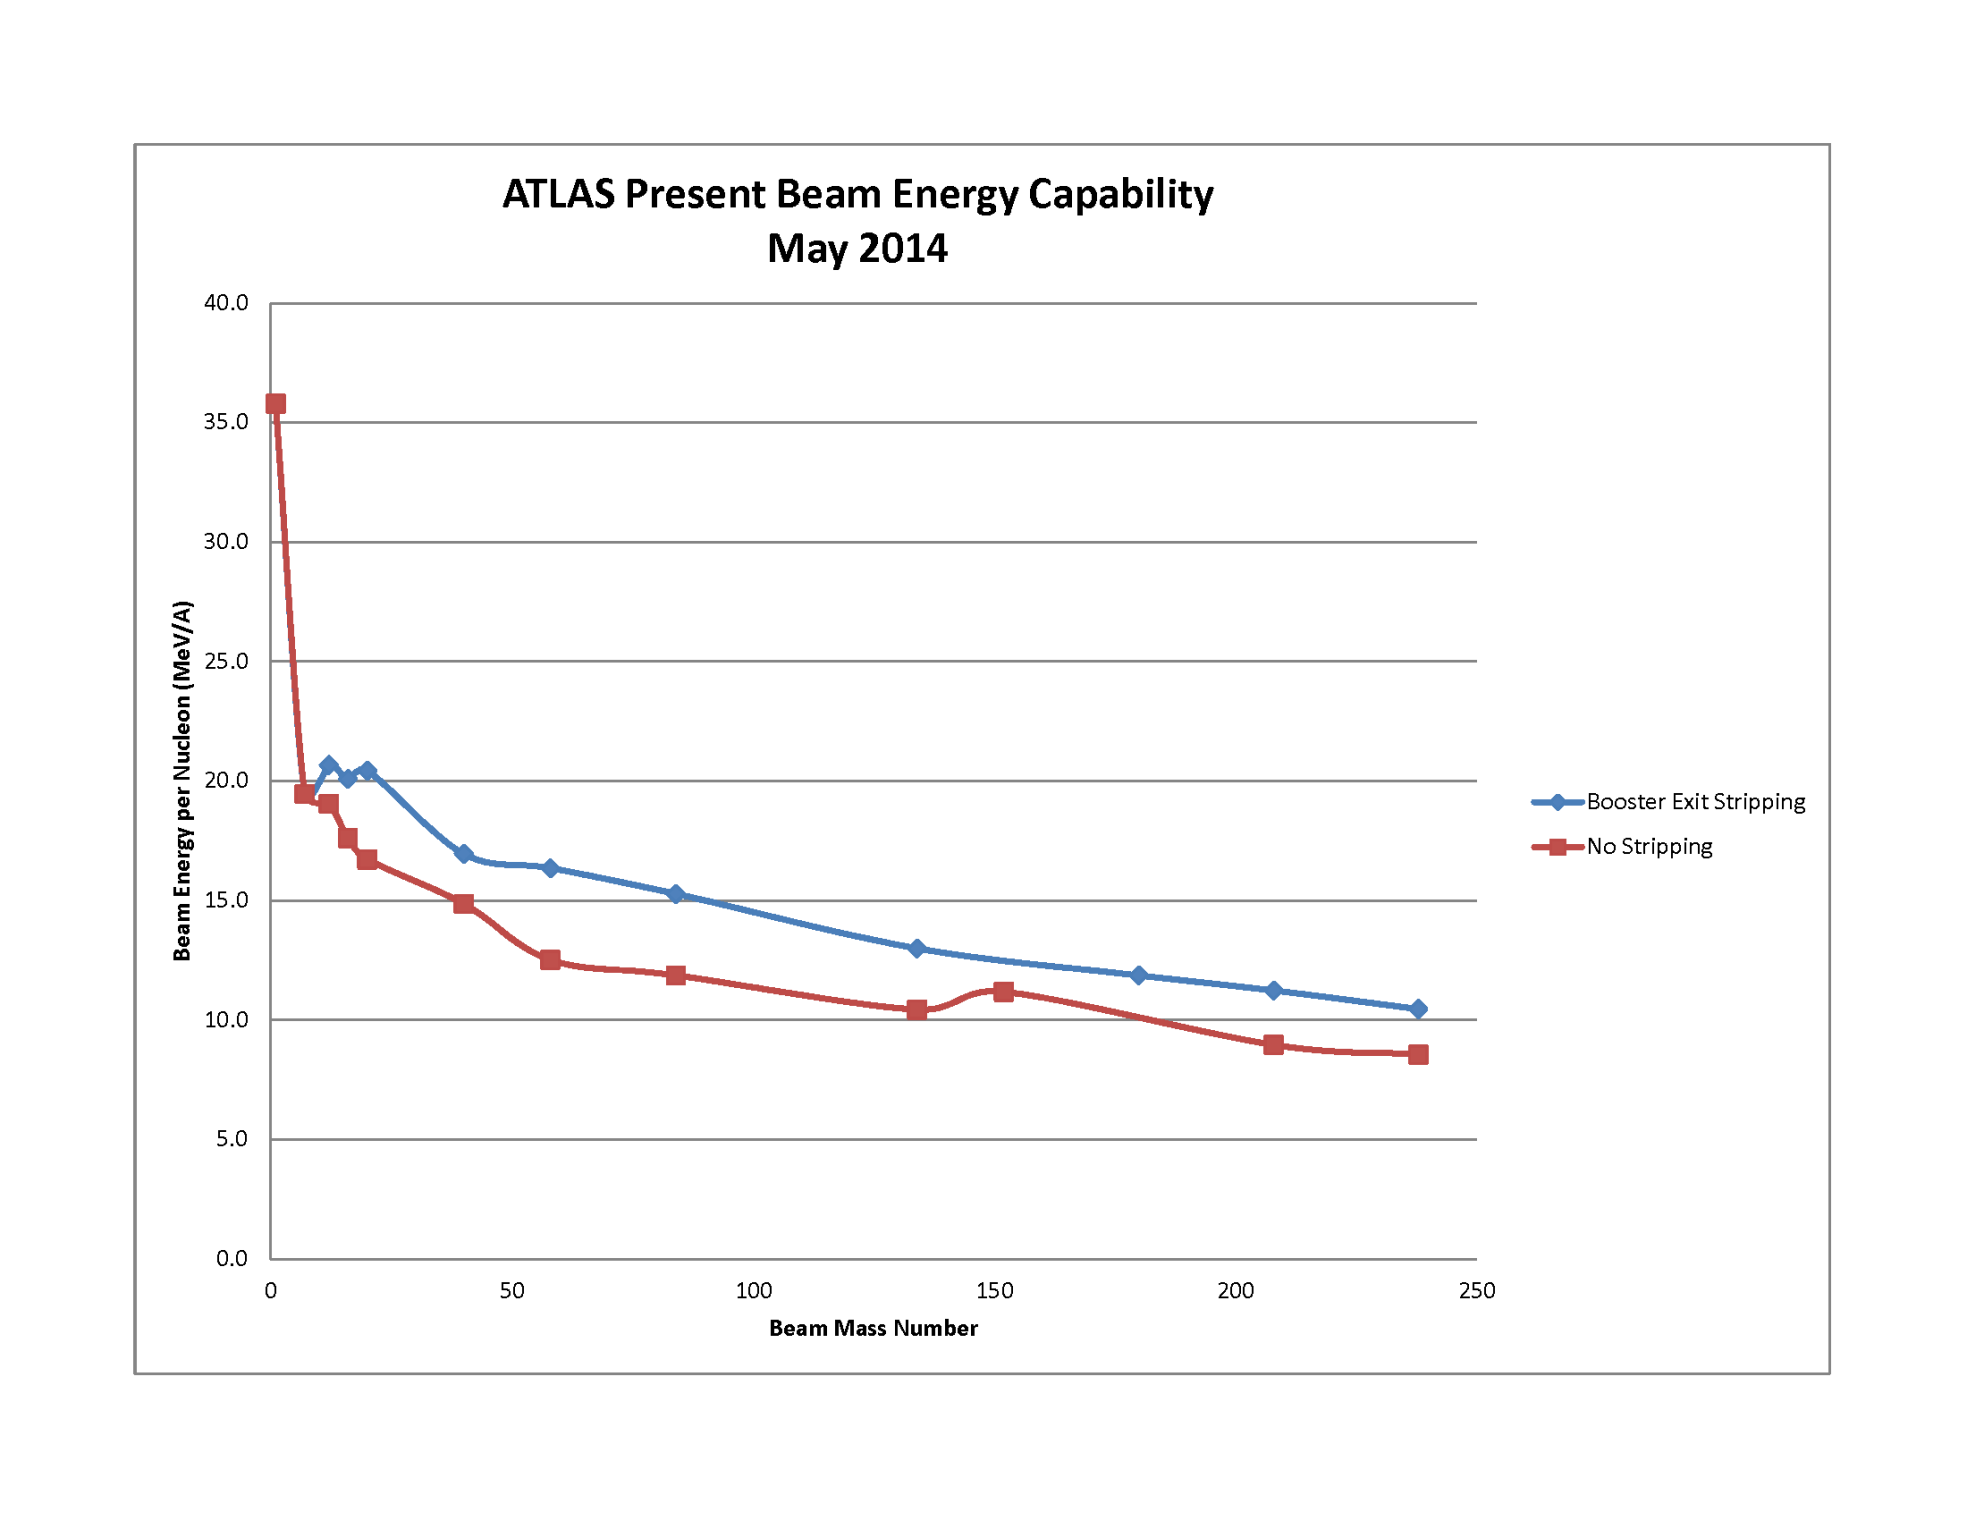 ATLAS Present Beam Energy Capability
May 2014
40.0
35.0
30.0
25.0
20.0
15.0
10.0
5.0
0.0
Beam Energy per Nucleon (MeV/A)
0 50 100 150 200 250
Beam Mass Number
Booster Exit Stripping
No Stripping